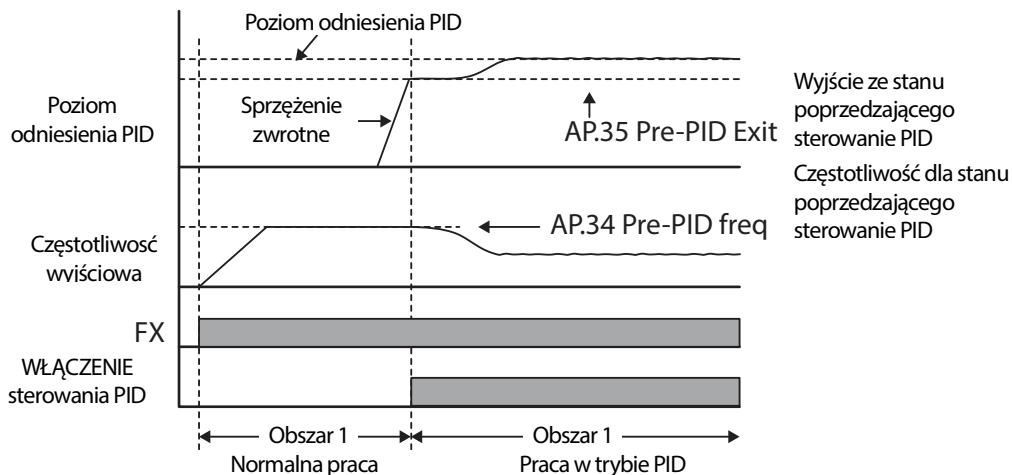 Poziom odniesienia PID
Poziom
odniesienia PID
Sprzężenie
zwrotne
AP.35 Pre-PID Exit
Wyjście ze stanu
poprzedzającego
sterowanie PID
Częstotliwość dla stanu
poprzedzającego
sterowanie PID
AP.34 Pre-PID freq
Częstotliwość
wyjściowa
FX
WŁĄCZENIE
sterowania PID
Obszar 1
Normalna praca
Obszar 1
Praca w trybie PID